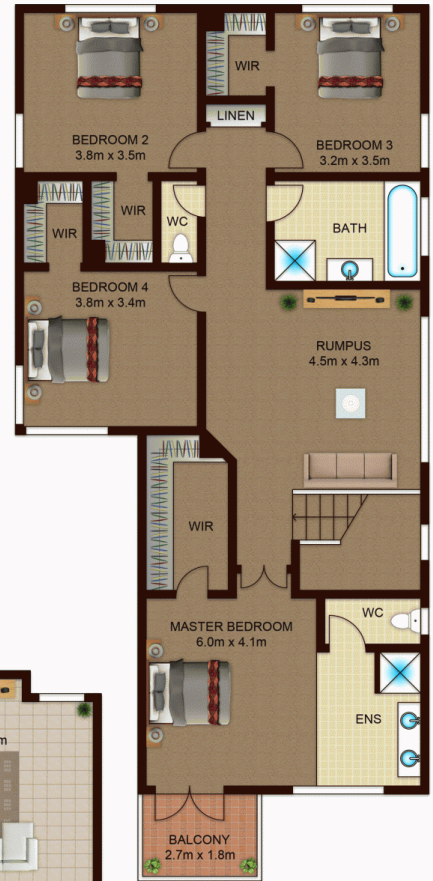 BEDROOM 2
3.8m x 3.5m
WIR
BEDROOM 3
3.2m x 3.5m
LINEN
WIR
WIR
WC
BATH
BEDROOM 4
3.8m x 3.4m
RUMPUS
4.5m x 4.3m
WIR
MASTER BEDROOM
6.0m x 4.1m
WC
ENS
m
BALCONY
2.7m x 1.8m